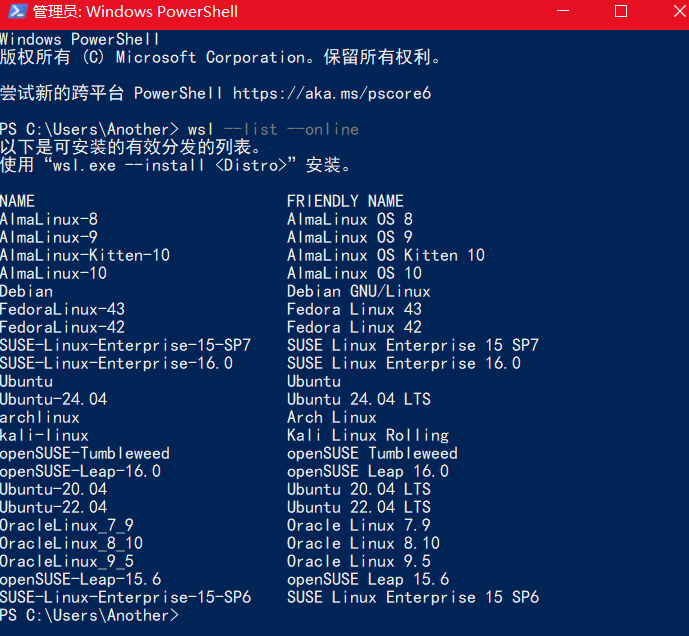 管理员: Windows PowerShell
Windows PowerShell
版权所有 (C) Microsoft Corporation。保留所有权利。
尝试新的跨平台 PowerShell https://aka.ms/pscore6
PS C:\Users\Another> wsl --list --online
以下是可安装的有效分发的列表。
使用“wsl.exe --install <Distro>”安装。
NAME FRIENDLY NAME
AlmaLinux-8 AlmaLinux OS 8
AlmaLinux-9 AlmaLinux OS 9
AlmaLinux-Kitten-10 AlmaLinux OS Kitten 10
AlmaLinux-10 AlmaLinux OS 10
Debian Debian GNU/Linux
FedoraLinux-43 Fedora Linux 43
FedoraLinux-42 Fedora Linux 42
SUSE-Linux-Enterprise-15-SP7 SUSE Linux Enterprise 15 SP7
SUSE-Linux-Enterprise-16.0 SUSE Linux Enterprise 16.0
Ubuntu Ubuntu
Ubuntu-24.04 Ubuntu 24.04 LTS
archlinux Arch Linux
kali-linux Kali Linux Rolling
openSUSE-Tumbleweed openSUSE Tumbleweed
openSUSE-Leap-16.0 openSUSE Leap 16.0
Ubuntu-20.04 Ubuntu 20.04 LTS
Ubuntu-22.04 Ubuntu 22.04 LTS
OracleLinux_7_9 Oracle Linux 7.9
OracleLinux_8_10 Oracle Linux 8.10
OracleLinux_9_5 Oracle Linux 9.5
openSUSE-Leap-15.6 openSUSE Leap 15.6
SUSE-Linux-Enterprise-15-SP6 SUSE Linux Enterprise 15 SP6
PS C:\Users\Another>